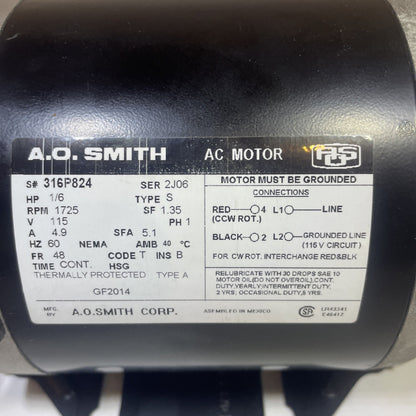 A.O. SMITH AC MOTOR
S# 316P824 SER 2J06
HP 1/6 TYPE S
RPM 1725 SF 1.35
V 115 PH 1
A 4.9 SFA 5.1
HZ 60 NEMA AMB 40 °C
FR 48 CODE T INS B
TIME CONT. HSG
THERMALLY PROTECTED TYPE A
GF2014
MOTOR MUST BE GROUNDED
CONNECTIONS
RED 4 L1 LINE
(CCW ROT.)
BLACK 2 L2 GROUNDED LINE
(115 V CIRCUIT)
FOR CW ROT. INTERCHANGE RED&BLK
RELUBRICATE WITH 30 DROPS SAE 10
MOTOR OIL(DO NOT OVEROIL).CONT.
DUTY,YEARLY;INTERMITTENT DUTY,
2 YRS; OCCASIONAL DUTY,5 YRS.
MFG. BY A.O.SMITH CORP. ASSEMBLED IN MEXICO
LR43341
E46412